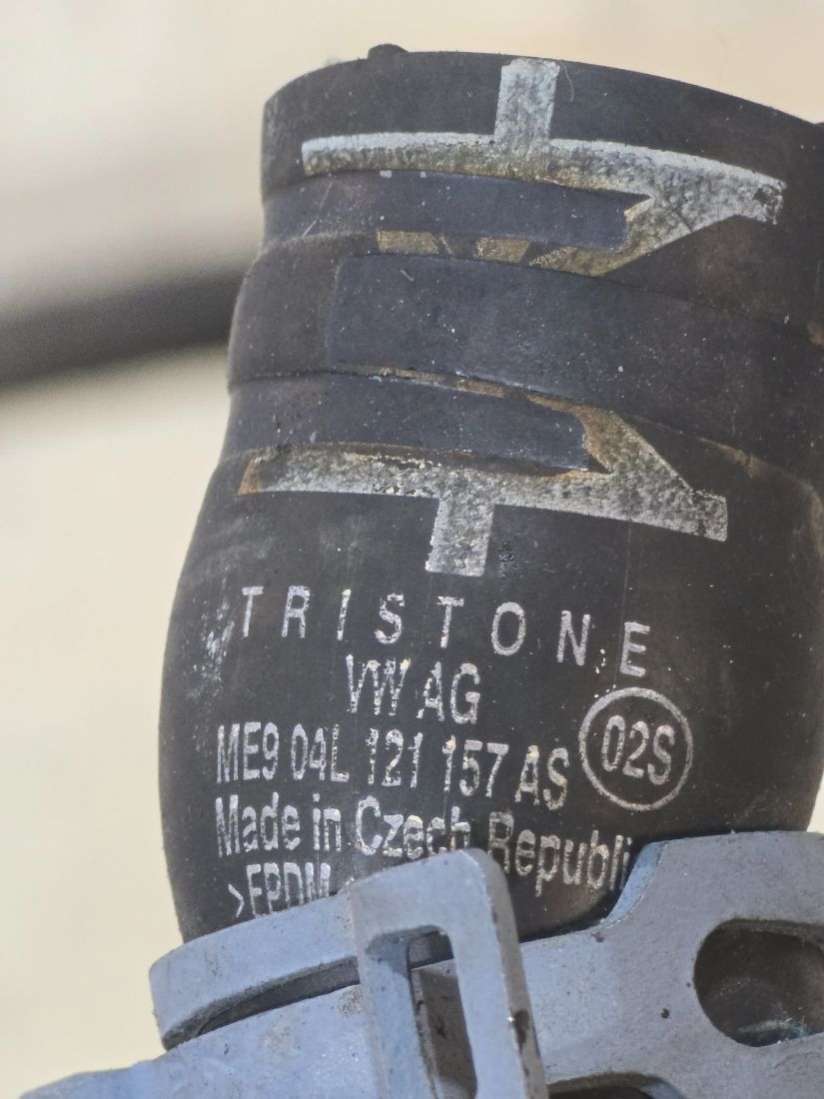 TRISTONE
VW AG
ME9 04L 121 157 AS
02S
Made in Czech Republi
>EPDM